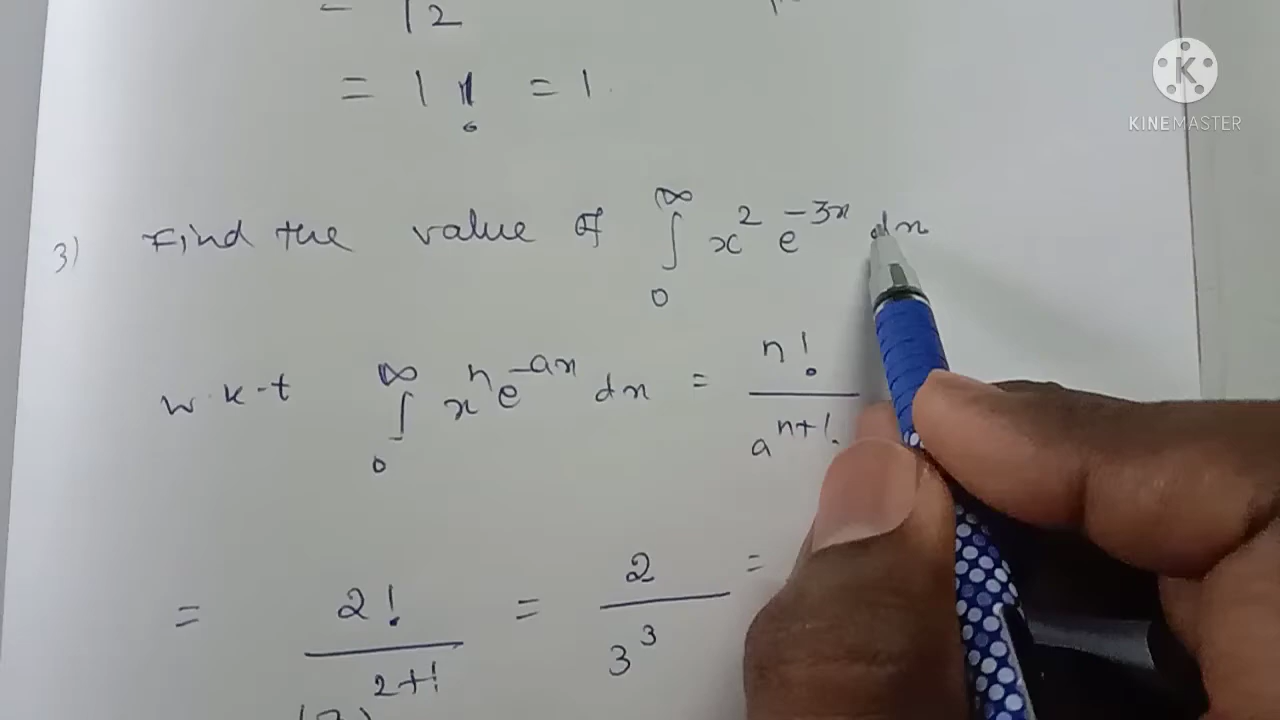 = 12
= 1 1! = 1.
KINEMASTER
3) Find the value of ∫₀^∞ x² e^{-3x} dx
w.k.t ∫₀^∞ xⁿ e^{-ax} dx = n! / a^{n+1}.
= 2! / (3)^{2+1} = 2 / 3³ =